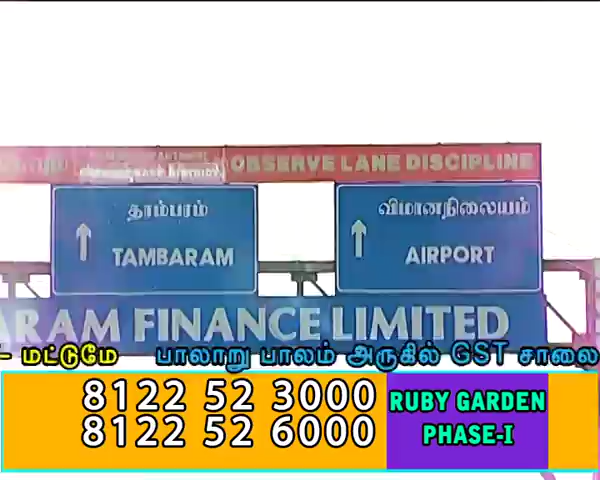 OBSERVE LANE DISCIPLINE
தாம்பரம்
TAMBARAM
விமானநிலையம்
AIRPORT
ARAM FINANCE LIMITED
- மட்டுமே பாலாறு பாலம் அருகில் GST சாலை
8122 52 3000
8122 52 6000
RUBY GARDEN
PHASE-I